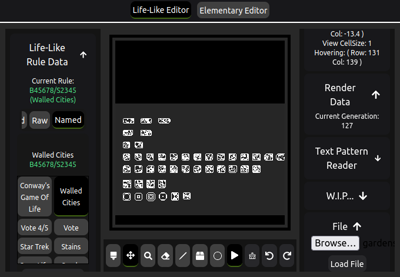 Life-Like Editor
Elementary Editor
Life-Like
Rule Data
Current Rule:
B45678/S2345
(Walled Cities)
d
Raw
Named
Walled Cities
B45678/S2345
Conway's
Game Of
Life
Walled
Cities
Vote 4/5
Vote
Star Trek
Stains
Col: -13.4 )
View CellSize: 1
Hovering: ( Row: 131
Col: 139 )
Render
Data
Current Generation:
127
Text Pattern
Reader
W.I.P...
File
Browse...
garden
Load File